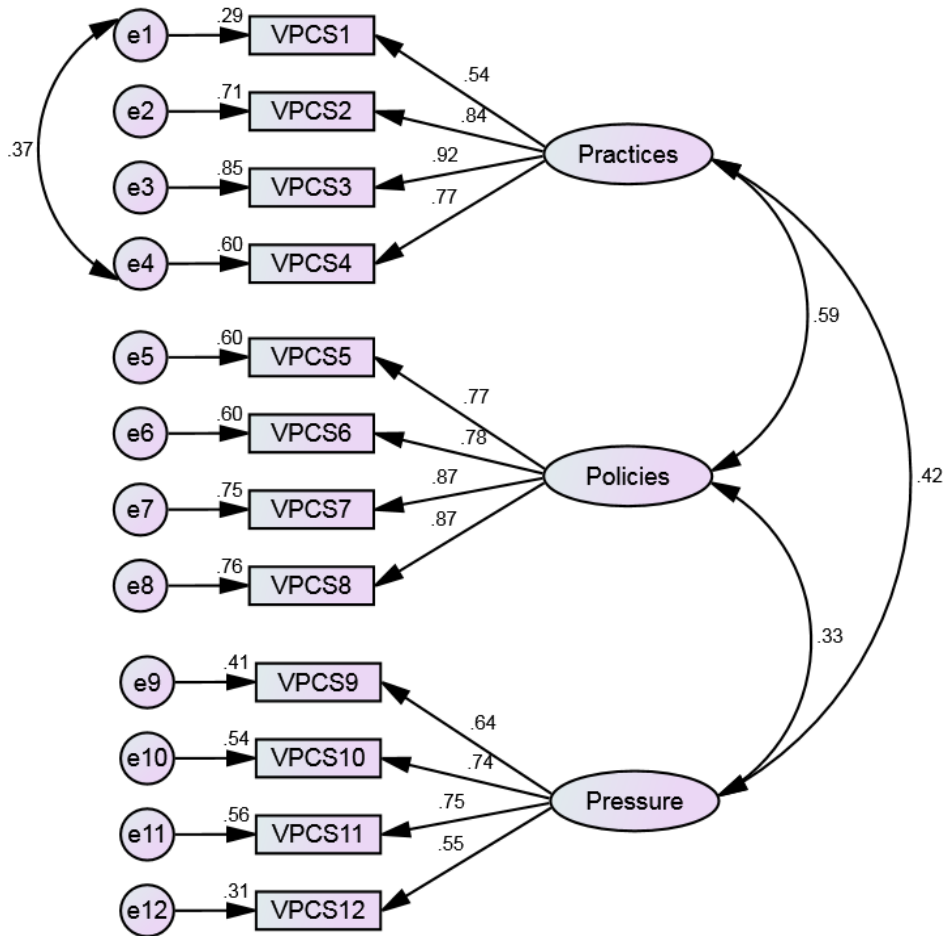 e1
.29
VPCS1
.54
e2
.71
VPCS2
.84
.37
e3
.85
VPCS3
.92
Practices
e4
.60
VPCS4
.77
.59
e5
.60
VPCS5
.77
e6
.60
VPCS6
.78
Policies
.42
e7
.75
VPCS7
.87
e8
.76
VPCS8
.87
.33
e9
.41
VPCS9
.64
e10
.54
VPCS10
.74
Pressure
e11
.56
VPCS11
.75
e12
.31
VPCS12
.55